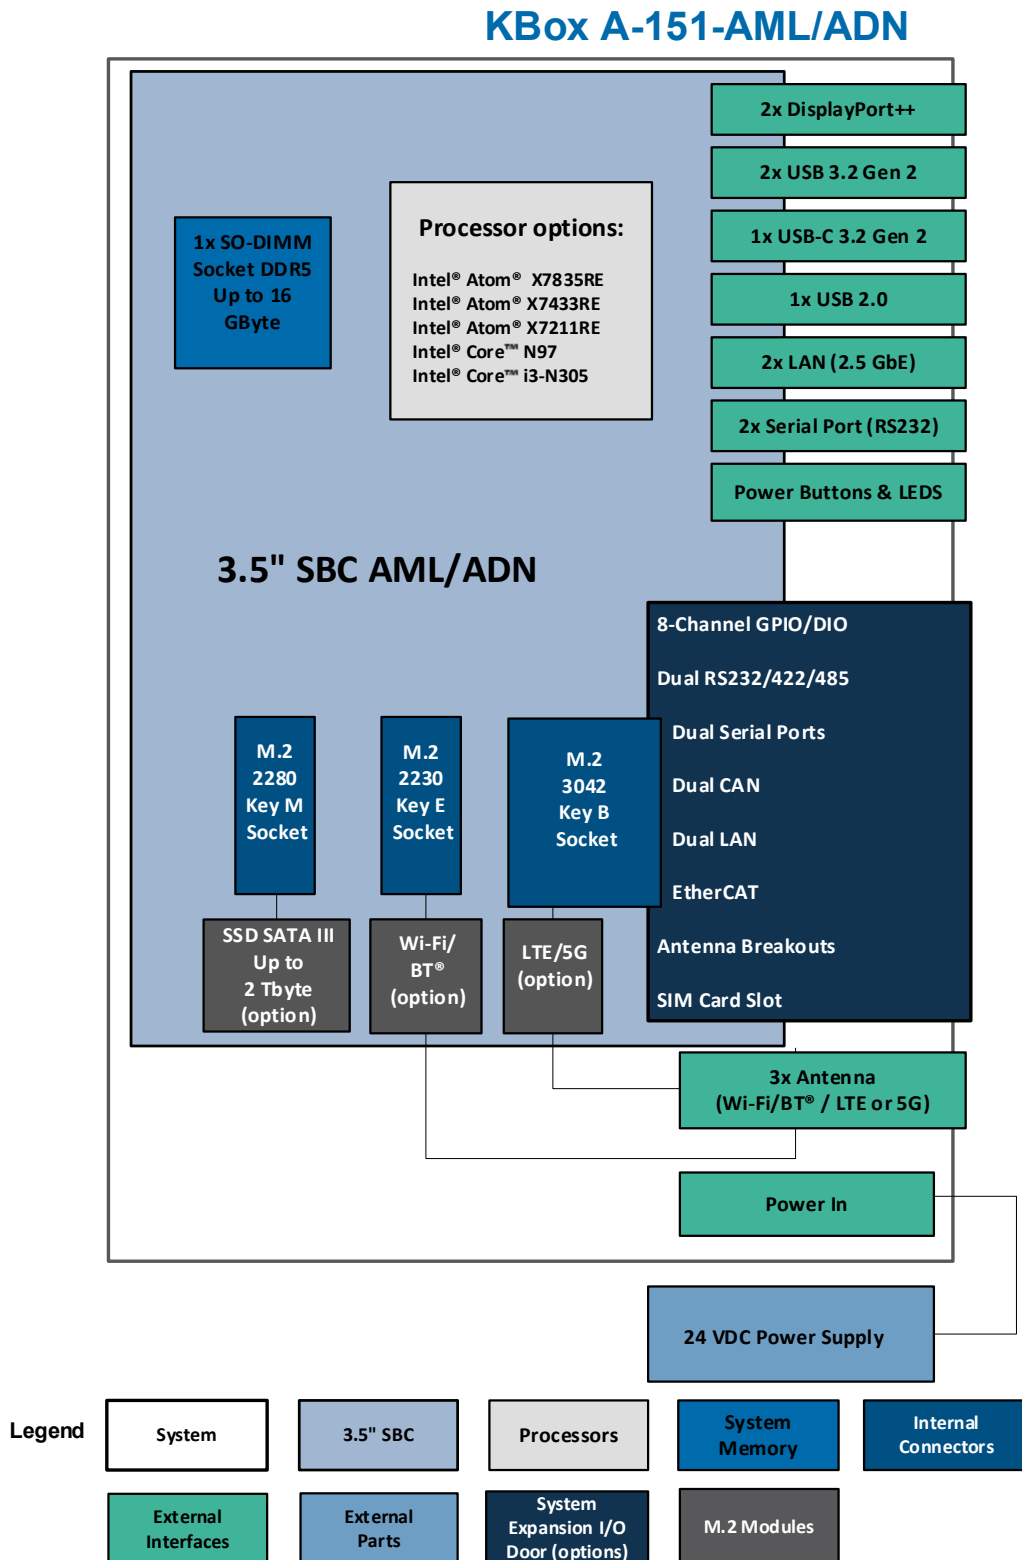 KBox A-151-AML/ADN
2x DisplayPort++
2x USB 3.2 Gen 2
1x USB-C 3.2 Gen 2
1x USB 2.0
2x LAN (2.5 GbE)
2x Serial Port (RS232)
Power Buttons & LEDS
1x SO-DIMM
Socket DDR5
Up to 16
GByte
Processor options:
Intel® Atom® X7835RE
Intel® Atom® X7433RE
Intel® Atom® X7211RE
Intel® Core™ N97
Intel® Core™ i3-N305
3.5" SBC AML/ADN
8-Channel GPIO/DIO
Dual RS232/422/485
Dual Serial Ports
Dual CAN
Dual LAN
EtherCAT
Antenna Breakouts
SIM Card Slot
M.2
2280
Key M
Socket
M.2
2230
Key E
Socket
M.2
3042
Key B
Socket
SSD SATA III
Up to
2 Tbyte
(option)
Wi-Fi/
BT®
(option)
LTE/5G
(option)
3x Antenna
(Wi-Fi/BT® / LTE or 5G)
Power In
24 VDC Power Supply
Legend
System
3.5" SBC
Processors
System
Memory
Internal
Connectors
External
Interfaces
External
Parts
System
Expansion I/O
Door (options)
M.2 Modules